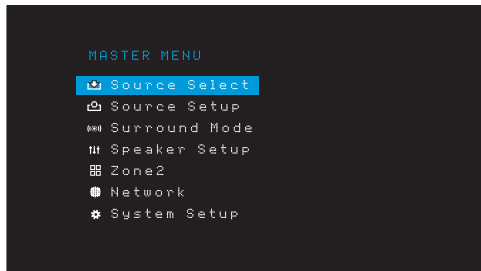 MASTER MENU
Source Select
Source Setup
Surround Mode
Speaker Setup
Zone2
Network
System Setup